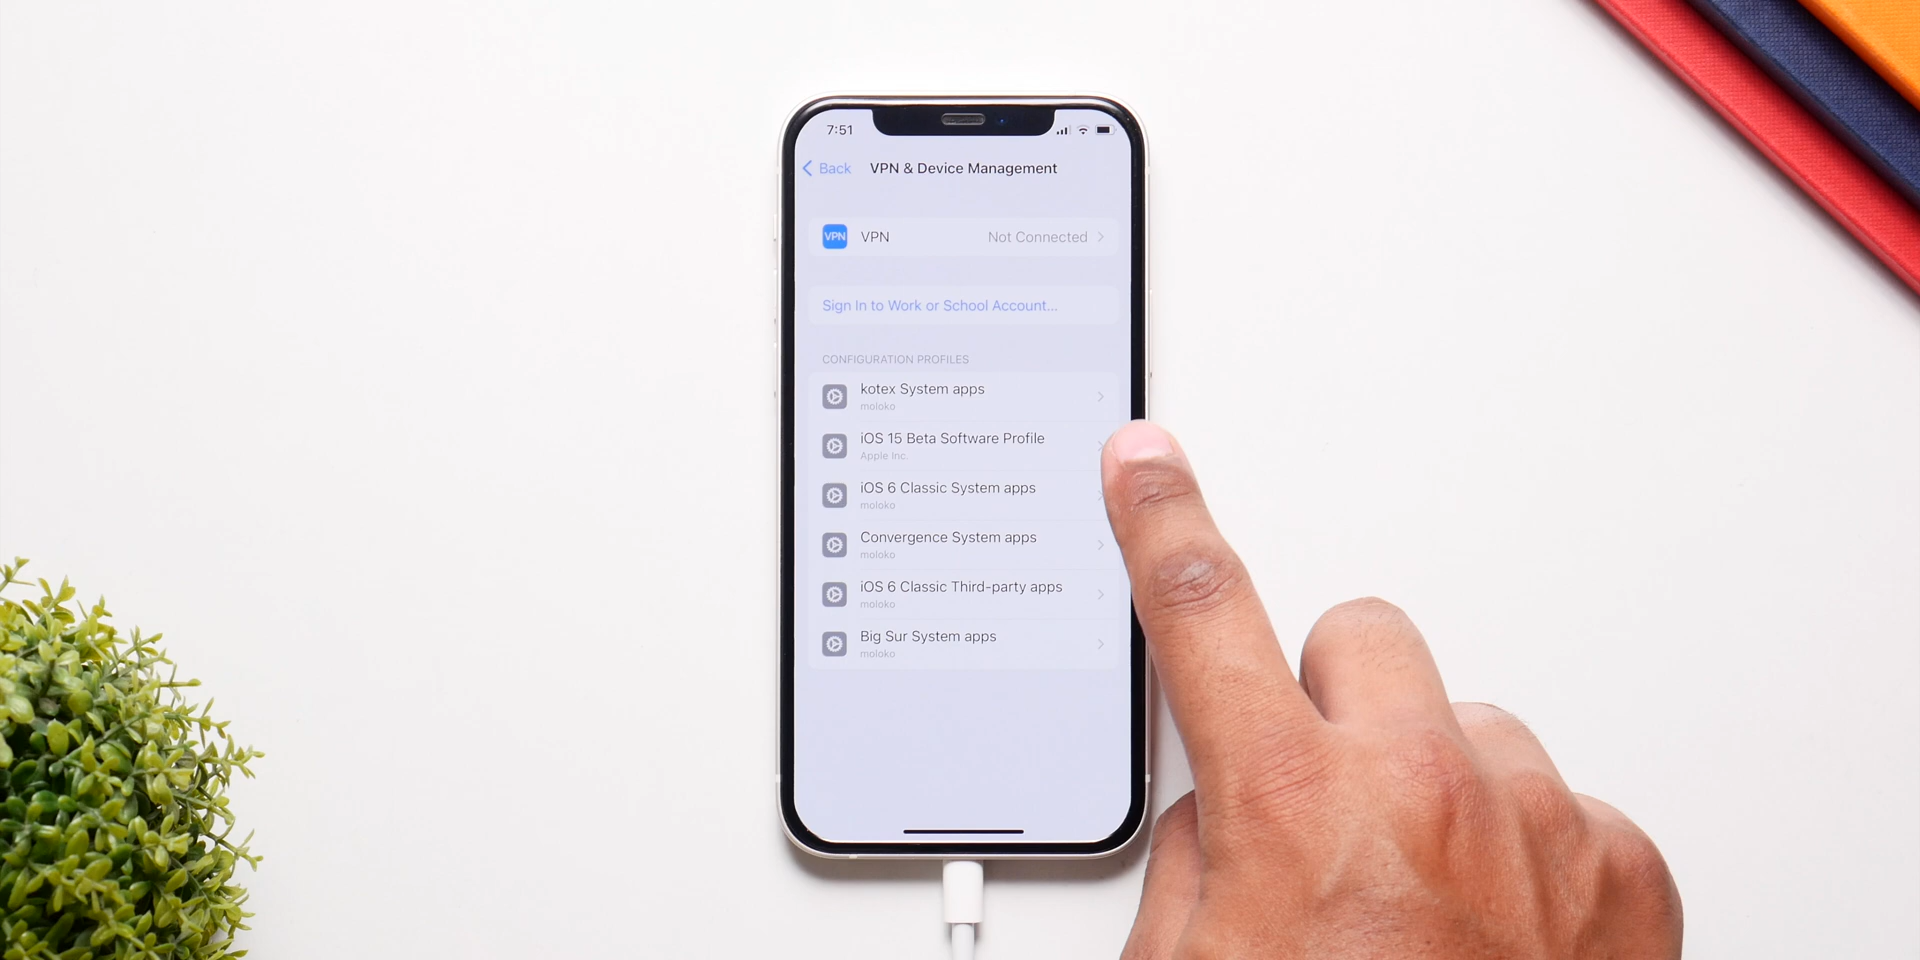 7:51
Back
VPN & Device Management
VPN VPN Not Connected
Sign In to Work or School Account...
CONFIGURATION PROFILES
kotex System apps
moloko
iOS 15 Beta Software Profile
Apple Inc.
iOS 6 Classic System apps
moloko
Convergence System apps
moloko
iOS 6 Classic Third-party apps
moloko
Big Sur System apps
moloko